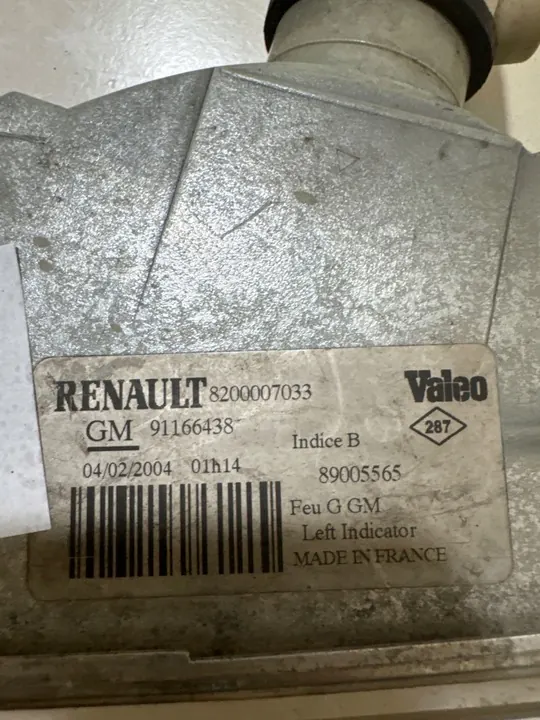 RENAULT 8200007033 Valeo
GM 91166438 287
Indice B
04/02/2004 01h14 89005565
Feu G GM
Left Indicator
MADE IN FRANCE